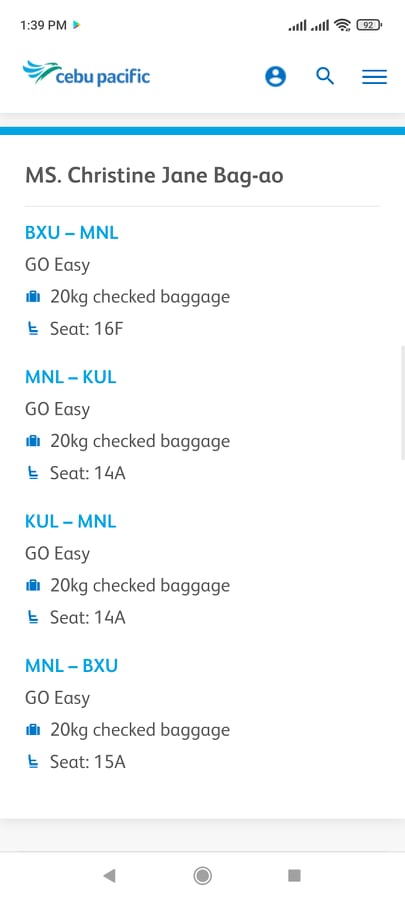 1:39 PM
92
cebu pacific
MS. Christine Jane Bag-ao
BXU – MNL
GO Easy
20kg checked baggage
Seat: 16F
MNL – KUL
GO Easy
20kg checked baggage
Seat: 14A
KUL – MNL
GO Easy
20kg checked baggage
Seat: 14A
MNL – BXU
GO Easy
20kg checked baggage
Seat: 15A